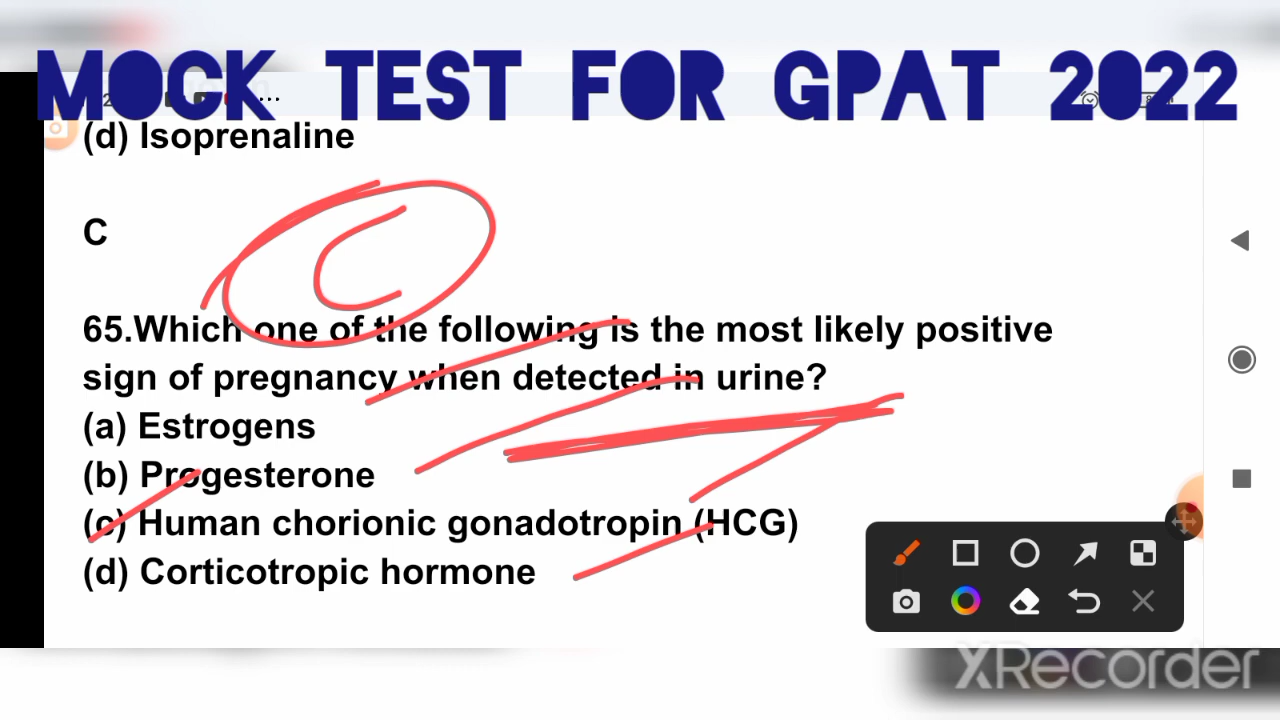 MOCK TEST FOR GPAT 2022
(d) Isoprenaline
C
C
65.Which one of the following is the most likely positive
sign of pregnancy when detected in urine?
(a) Estrogens
(b) Progesterone
(c) Human chorionic gonadotropin (HCG)
(d) Corticotropic hormone
XRecorder